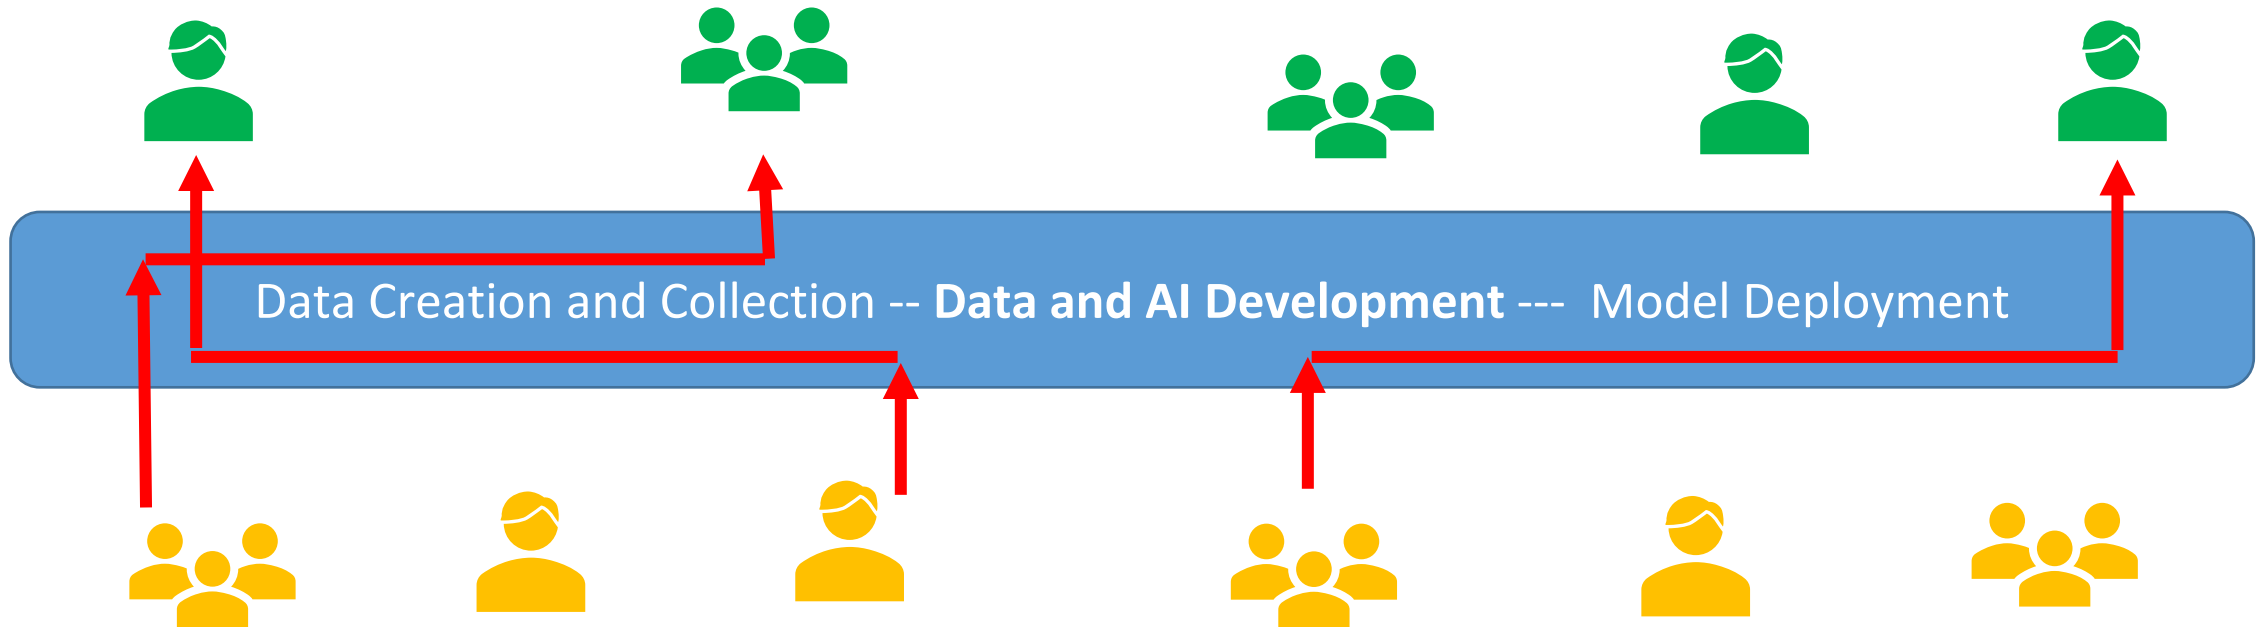 Data Creation and Collection -- Data and AI Development --- Model Deployment